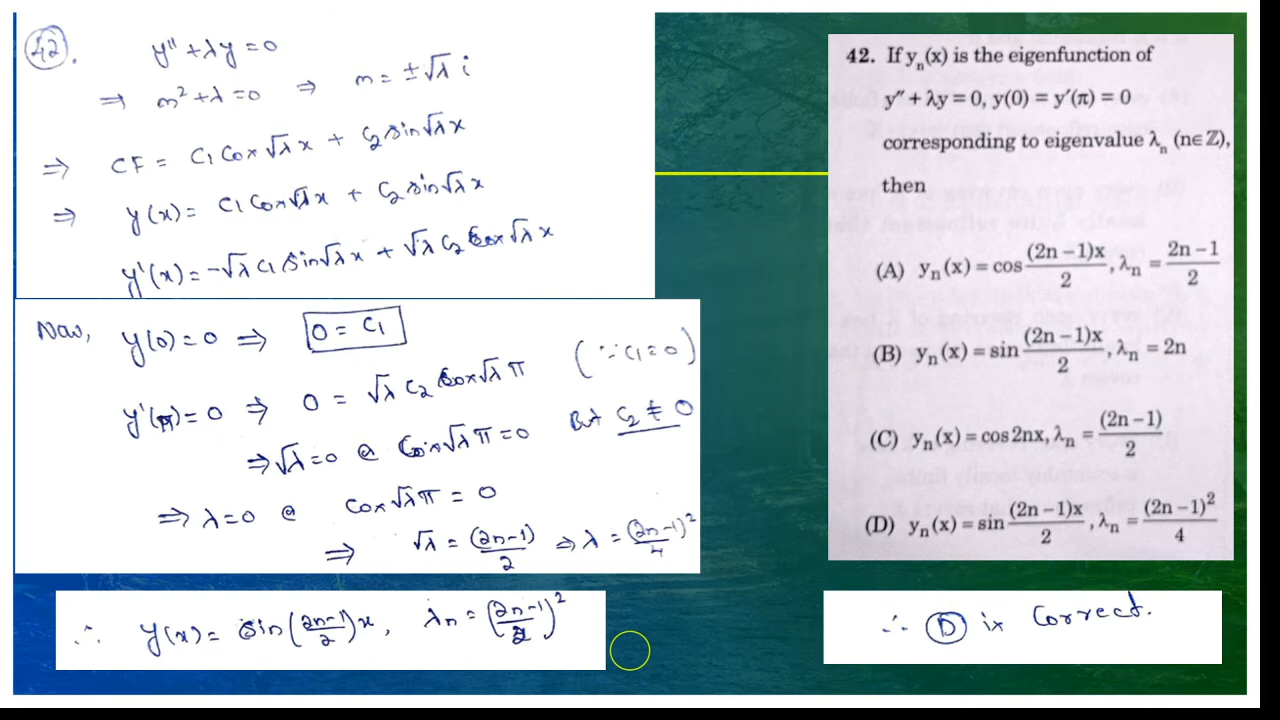 42.
y" + λy = 0
⇒ m² + λ = 0 ⇒ m = ±√λ i
⇒ CF = C₁ Cos √λ x + C₂ sin √λ x
⇒ y(x) = C₁ Cos √λ x + C₂ sin √λ x
y'(x) = -√λ C₁ sin √λ x + √λ C₂ Cos √λ x
Now, y(0) = 0 ⇒ 0 = C₁
y'(π) = 0 ⇒ 0 = √λ C₂ Cos √λ π (∵ C₁ = 0)
⇒ √λ = 0 @ Cos √λ π = 0 But C₂ ≠ 0
⇒ λ = 0 @ Cos √λ π = 0
⇒ √λ = (2n-1)/2 ⇒ λ = (2n-1)²/4
∴ y(x) = sin ((2n-1)/2)x, λn = ((2n-1)/2)²
42. If yₙ(x) is the eigenfunction of
y" + λy = 0, y(0) = y'(π) = 0
corresponding to eigenvalue λₙ (n∈ℤ),
then
(A) yₙ(x) = cos (2n-1)x/2, λₙ = 2n-1/2
(B) yₙ(x) = sin (2n-1)x/2, λₙ = 2n
(C) yₙ(x) = cos 2nx, λₙ = (2n-1)/2
(D) yₙ(x) = sin (2n-1)x/2, λₙ = (2n-1)²/4
∴ D is correct.